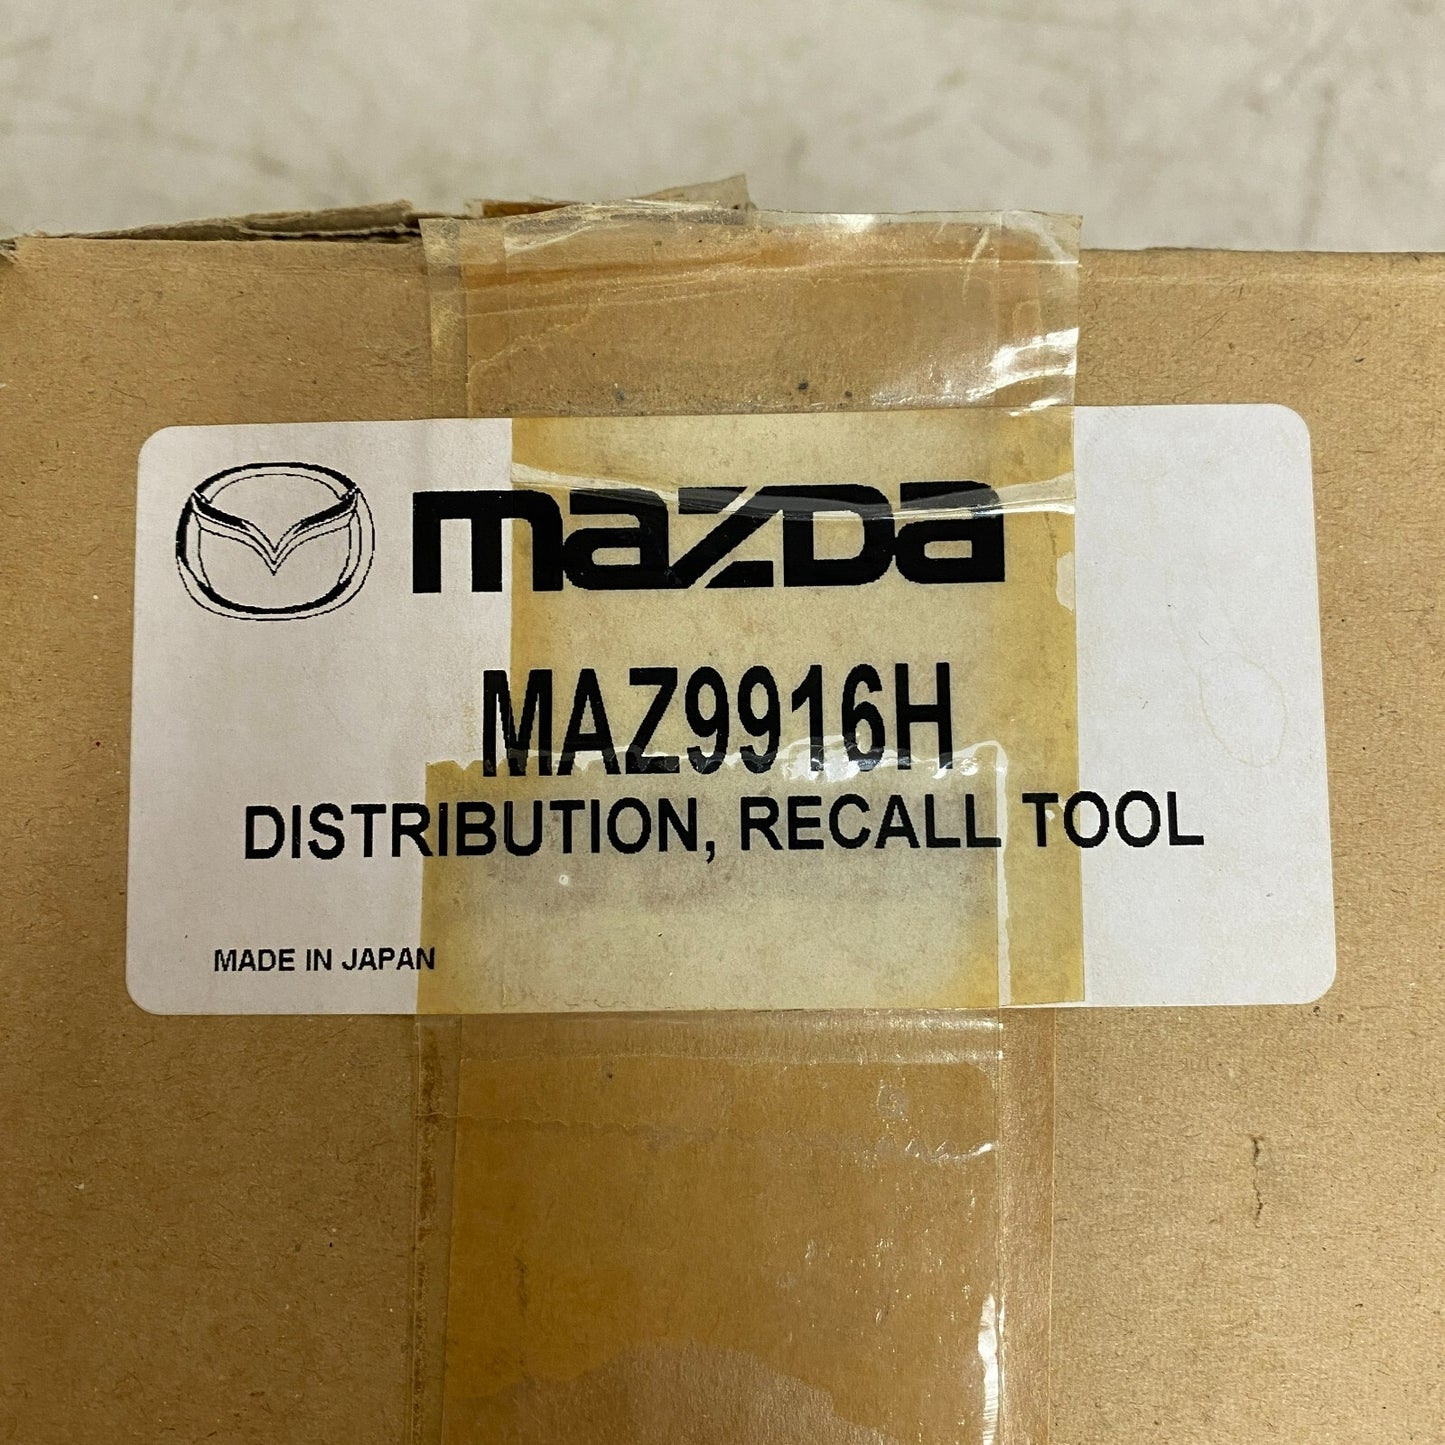 mazda
MAZ9916H
DISTRIBUTION, RECALL TOOL
MADE IN JAPAN